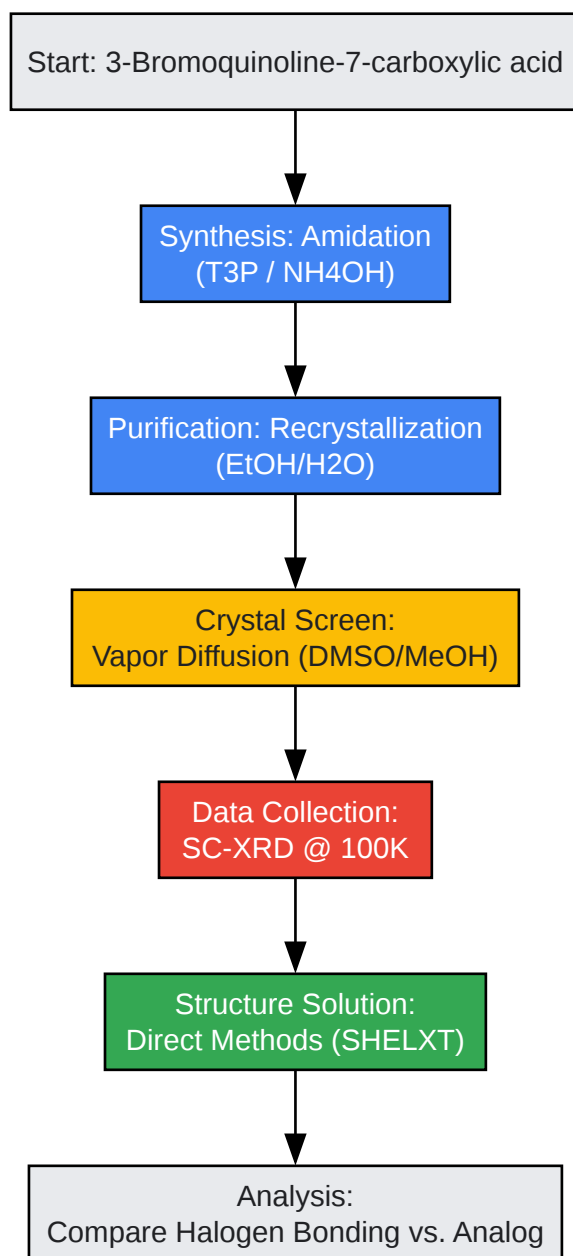 Start: 3-Bromoquinoline-7-carboxylic acid
Synthesis: Amidation
(T3P / NH4OH)
Purification: Recrystallization
(EtOH/H2O)
Crystal Screen:
Vapor Diffusion (DMSO/MeOH)
Data Collection:
SC-XRD @ 100K
Structure Solution:
Direct Methods (SHELXT)
Analysis:
Compare Halogen Bonding vs. Analog